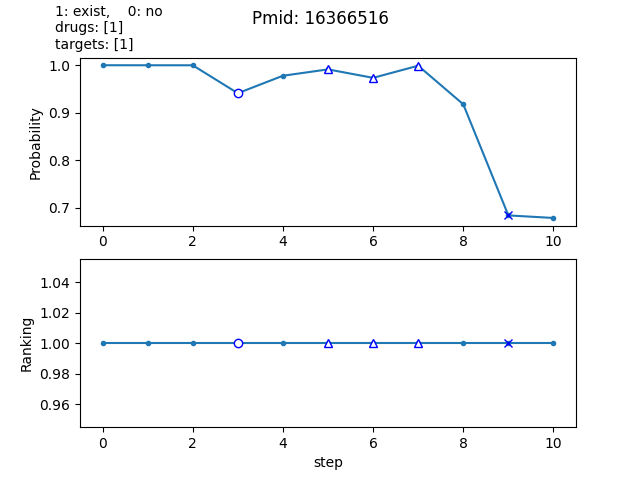 1: exist,    0: no
drugs: [1]
targets: [1]
Pmid: 16366516
1.0
0.9
0.8
0.7
Probability
0 2 4 6 8 10
1.04
1.02
1.00
0.98
0.96
Ranking
0 2 4 6 8 10
step